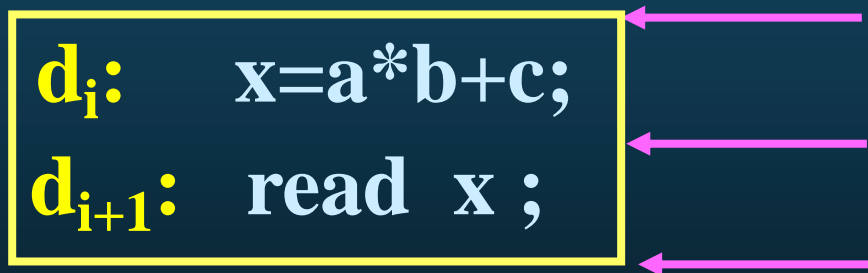 dᵢ: x=a*b+c;
dᵢ₊₁: read x ;